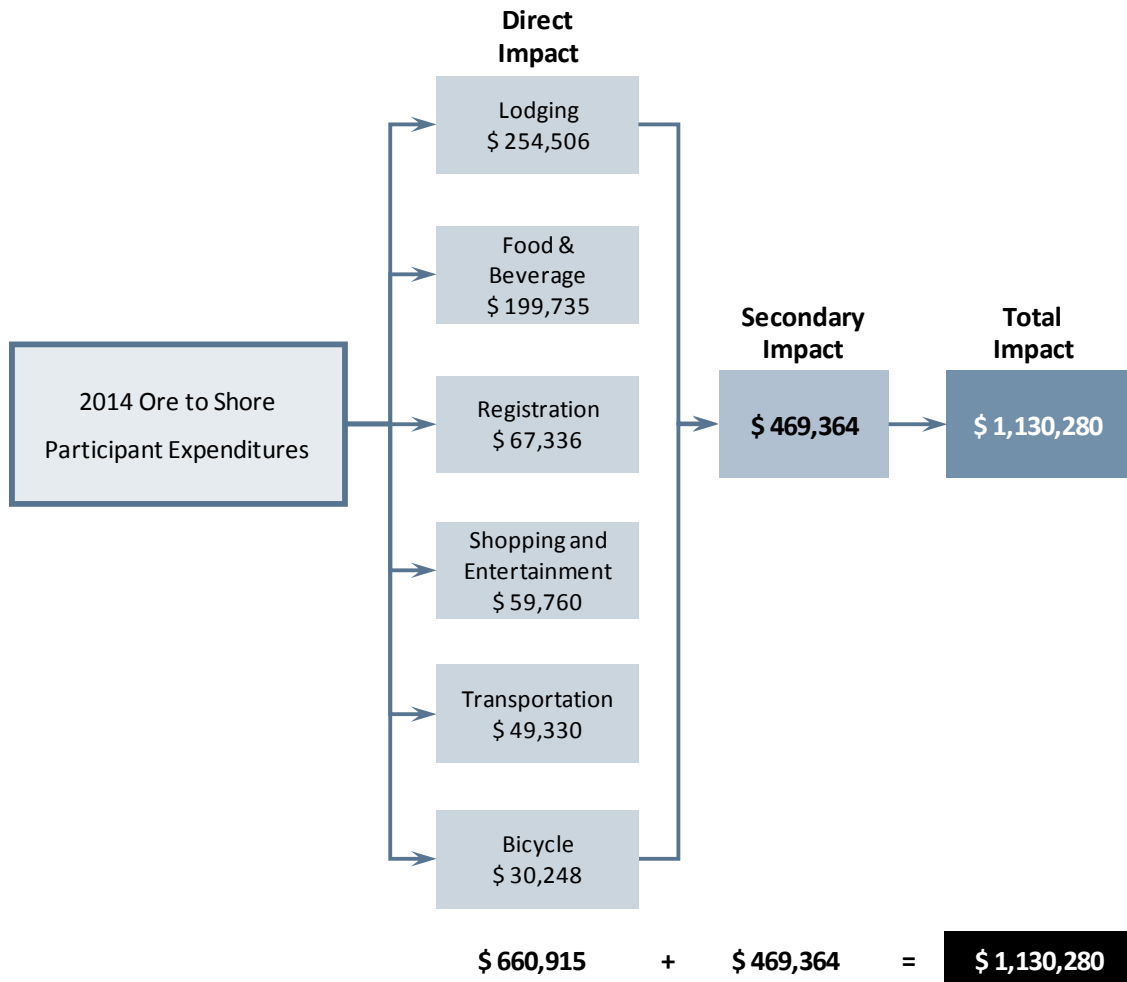 Direct
Impact
Lodging
$ 254,506
Food &
Beverage
$ 199,735
Registration
$ 67,336
Shopping and
Entertainment
$ 59,760
Transportation
$ 49,330
Bicycle
$ 30,248
2014 Ore to Shore
Participant Expenditures
Secondary
Impact
$ 469,364
Total
Impact
$ 1,130,280
$ 660,915 + $ 469,364 = $ 1,130,280